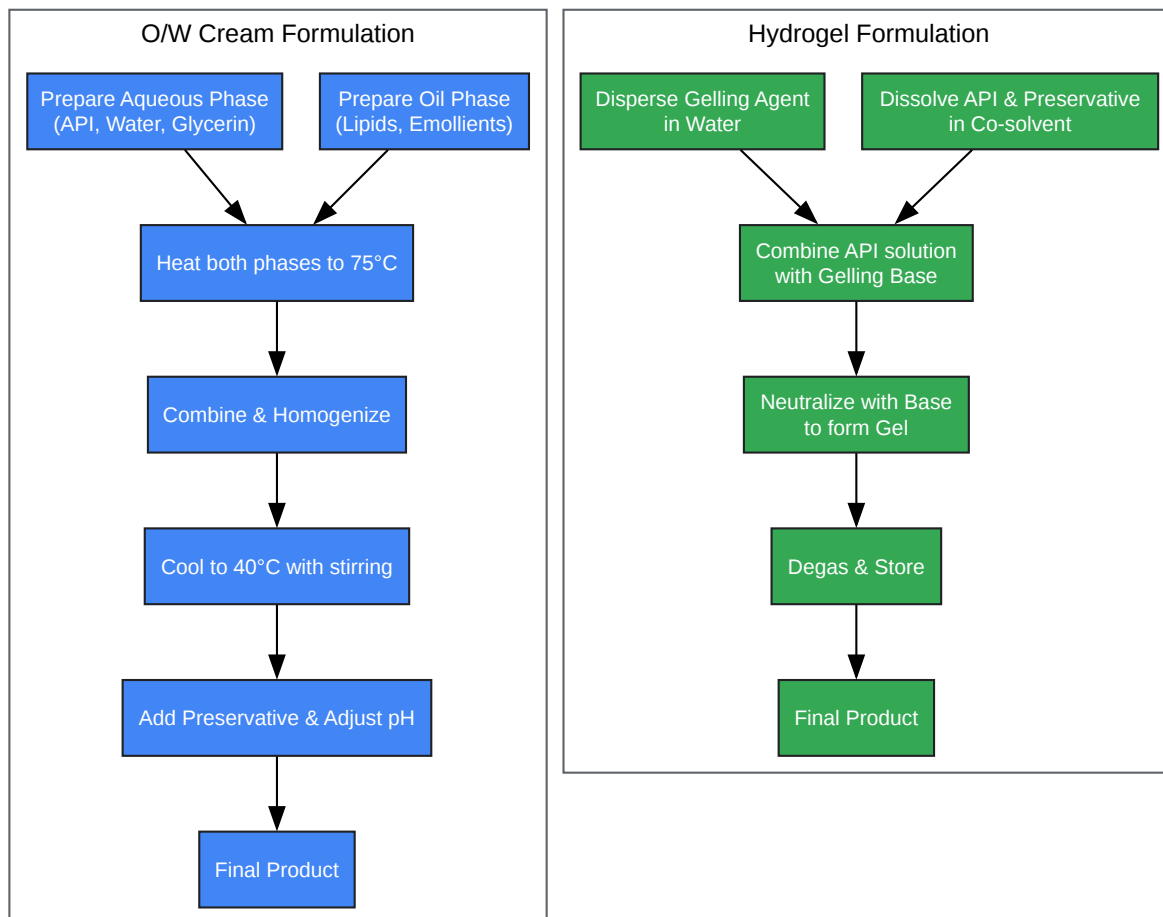 O/W Cream Formulation
Prepare Aqueous Phase
(API, Water, Glycerin)
Prepare Oil Phase
(Lipids, Emollients)
Heat both phases to 75°C
Combine & Homogenize
Cool to 40°C with stirring
Add Preservative & Adjust pH
Final Product
Hydrogel Formulation
Disperse Gelling Agent
in Water
Dissolve API & Preservative
in Co-solvent
Combine API solution
with Gelling Base
Neutralize with Base
to form Gel
Degas & Store
Final Product